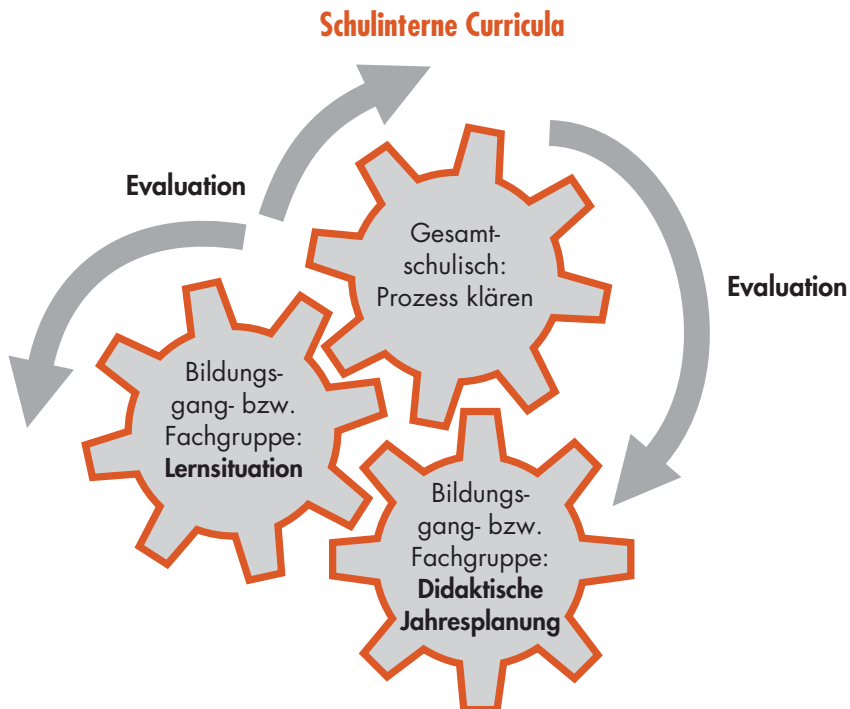 Schulinterne Curricula
Evaluation
Gesamt-
schulisch:
Prozess klären
Evaluation
Bildungs-
gang- bzw.
Fachgruppe:
Lernsituation
Bildungs-
gang- bzw.
Fachgruppe:
Didaktische
Jahresplanung